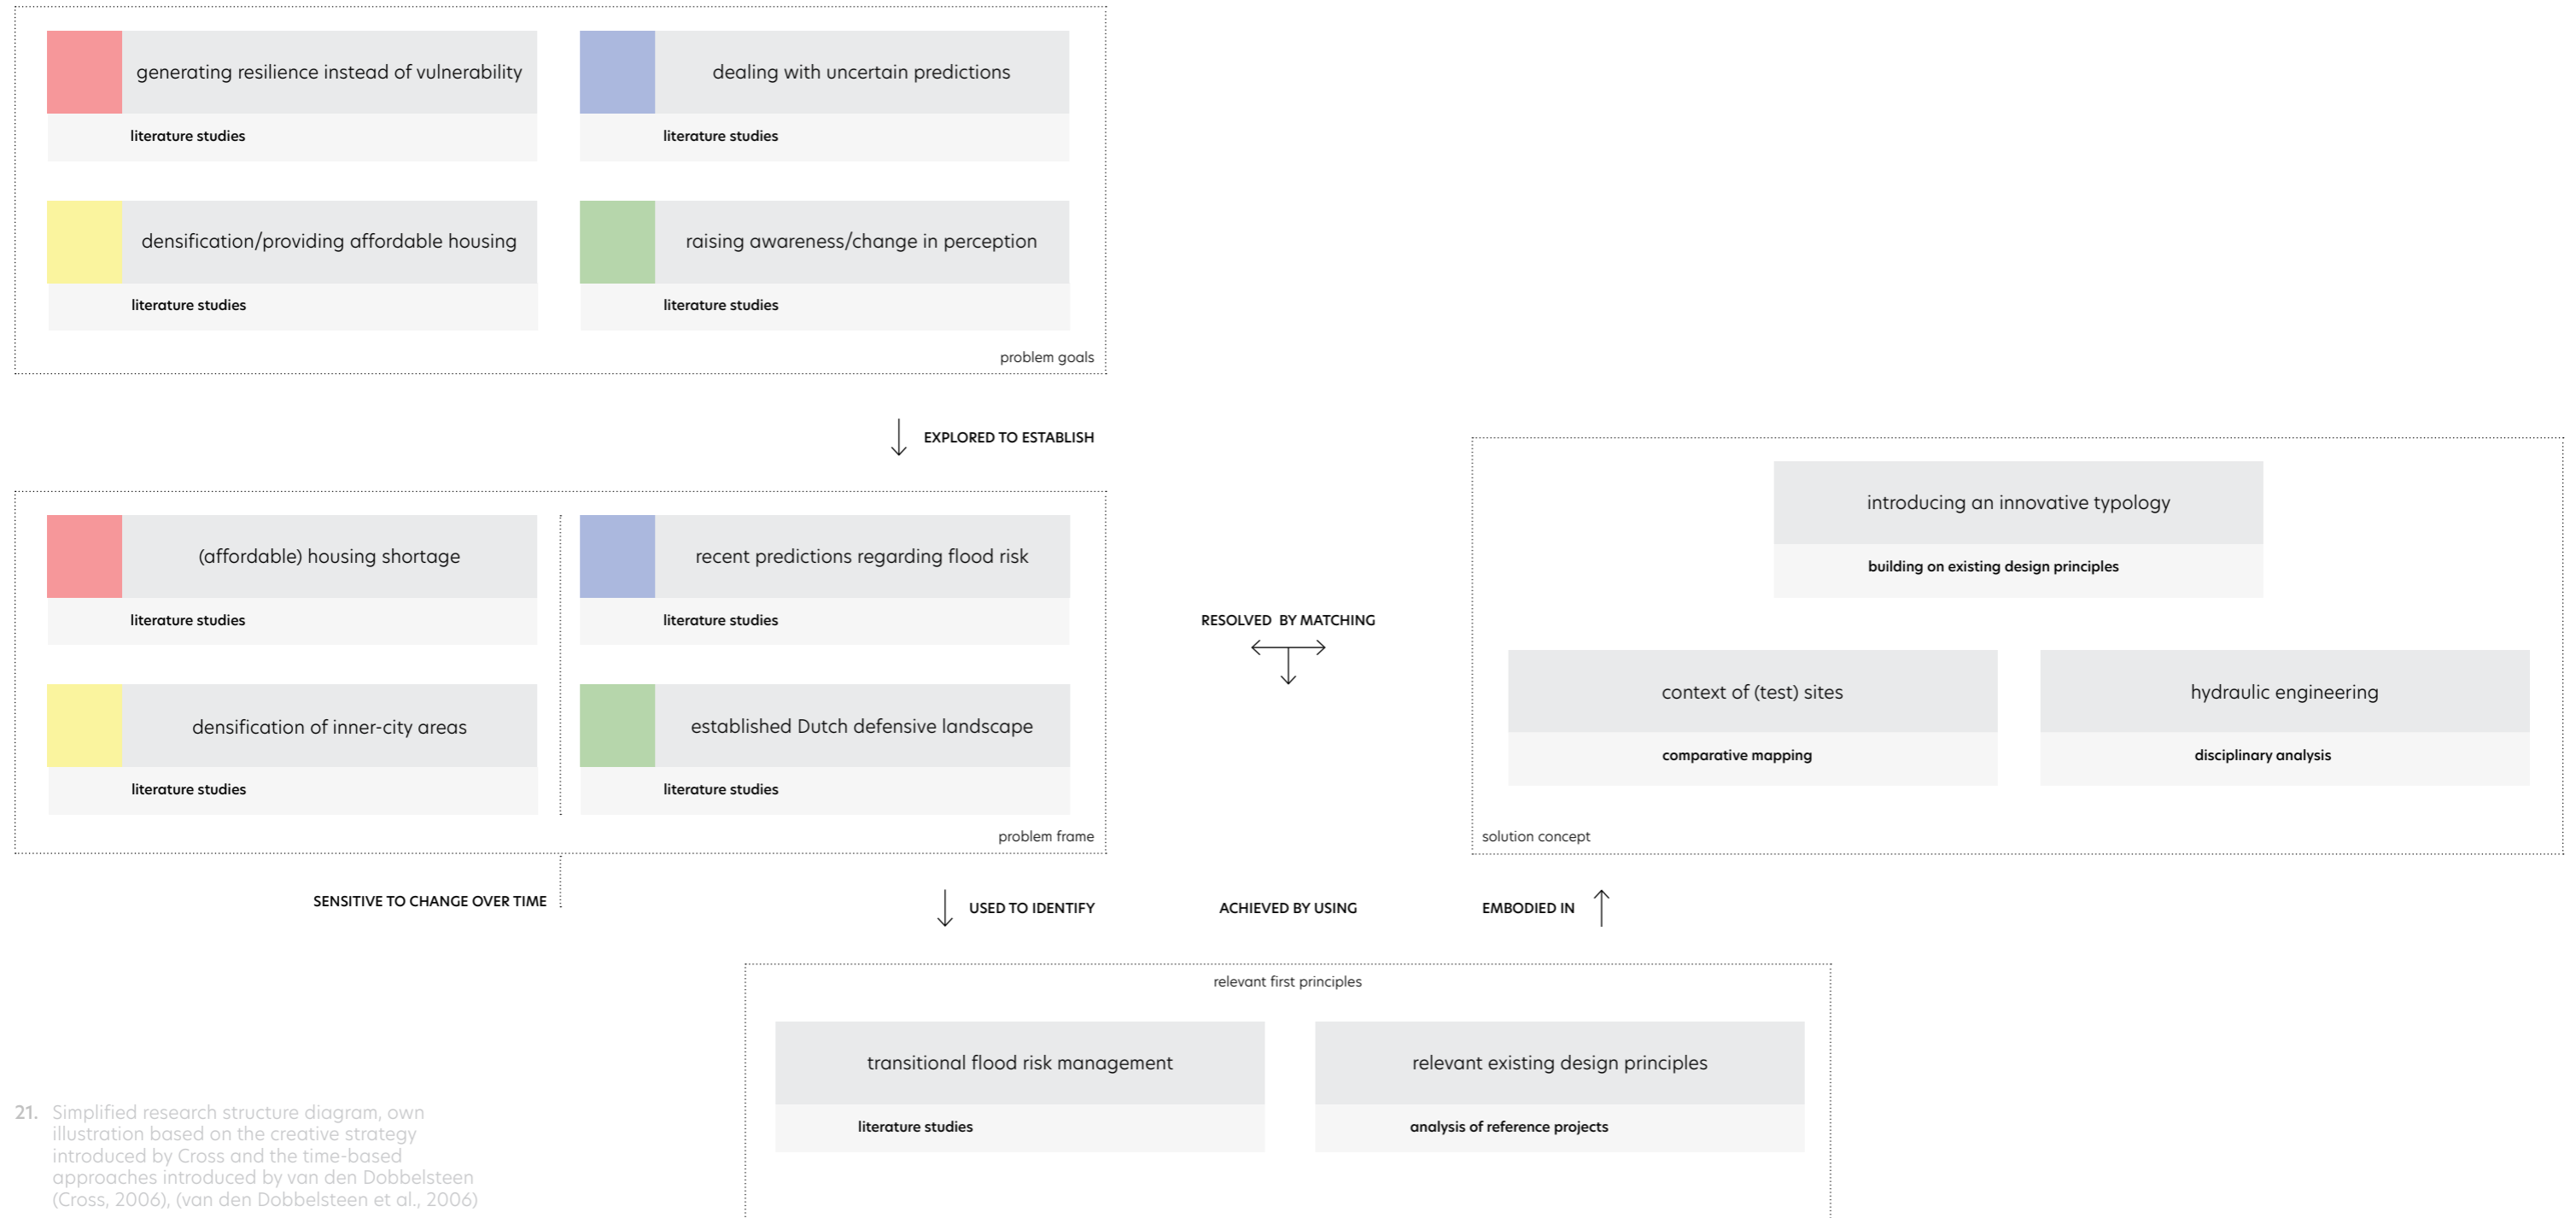 generating resilience instead of vulnerability
literature studies
dealing with uncertain predictions
literature studies
densification/providing affordable housing
literature studies
raising awareness/change in perception
literature studies
problem goals
EXPLORED TO ESTABLISH
(affordable) housing shortage
literature studies
recent predictions regarding flood risk
literature studies
densification of inner-city areas
literature studies
established Dutch defensive landscape
literature studies
problem frame
RESOLVED BY MATCHING
introducing an innovative typology
building on existing design principles
context of (test) sites
comparative mapping
hydraulic engineering
disciplinary analysis
solution concept
SENSITIVE TO CHANGE OVER TIME
USED TO IDENTIFY
ACHIEVED BY USING
EMBODIED IN
relevant first principles
transitional flood risk management
literature studies
relevant existing design principles
analysis of reference projects
21. Simplified research structure diagram, own
illustration based on the creative strategy
introduced by Cross and the time-based
approaches introduced by van den Dobbelsteen
(Cross, 2006), (van den Dobbelsteen et al., 2006)